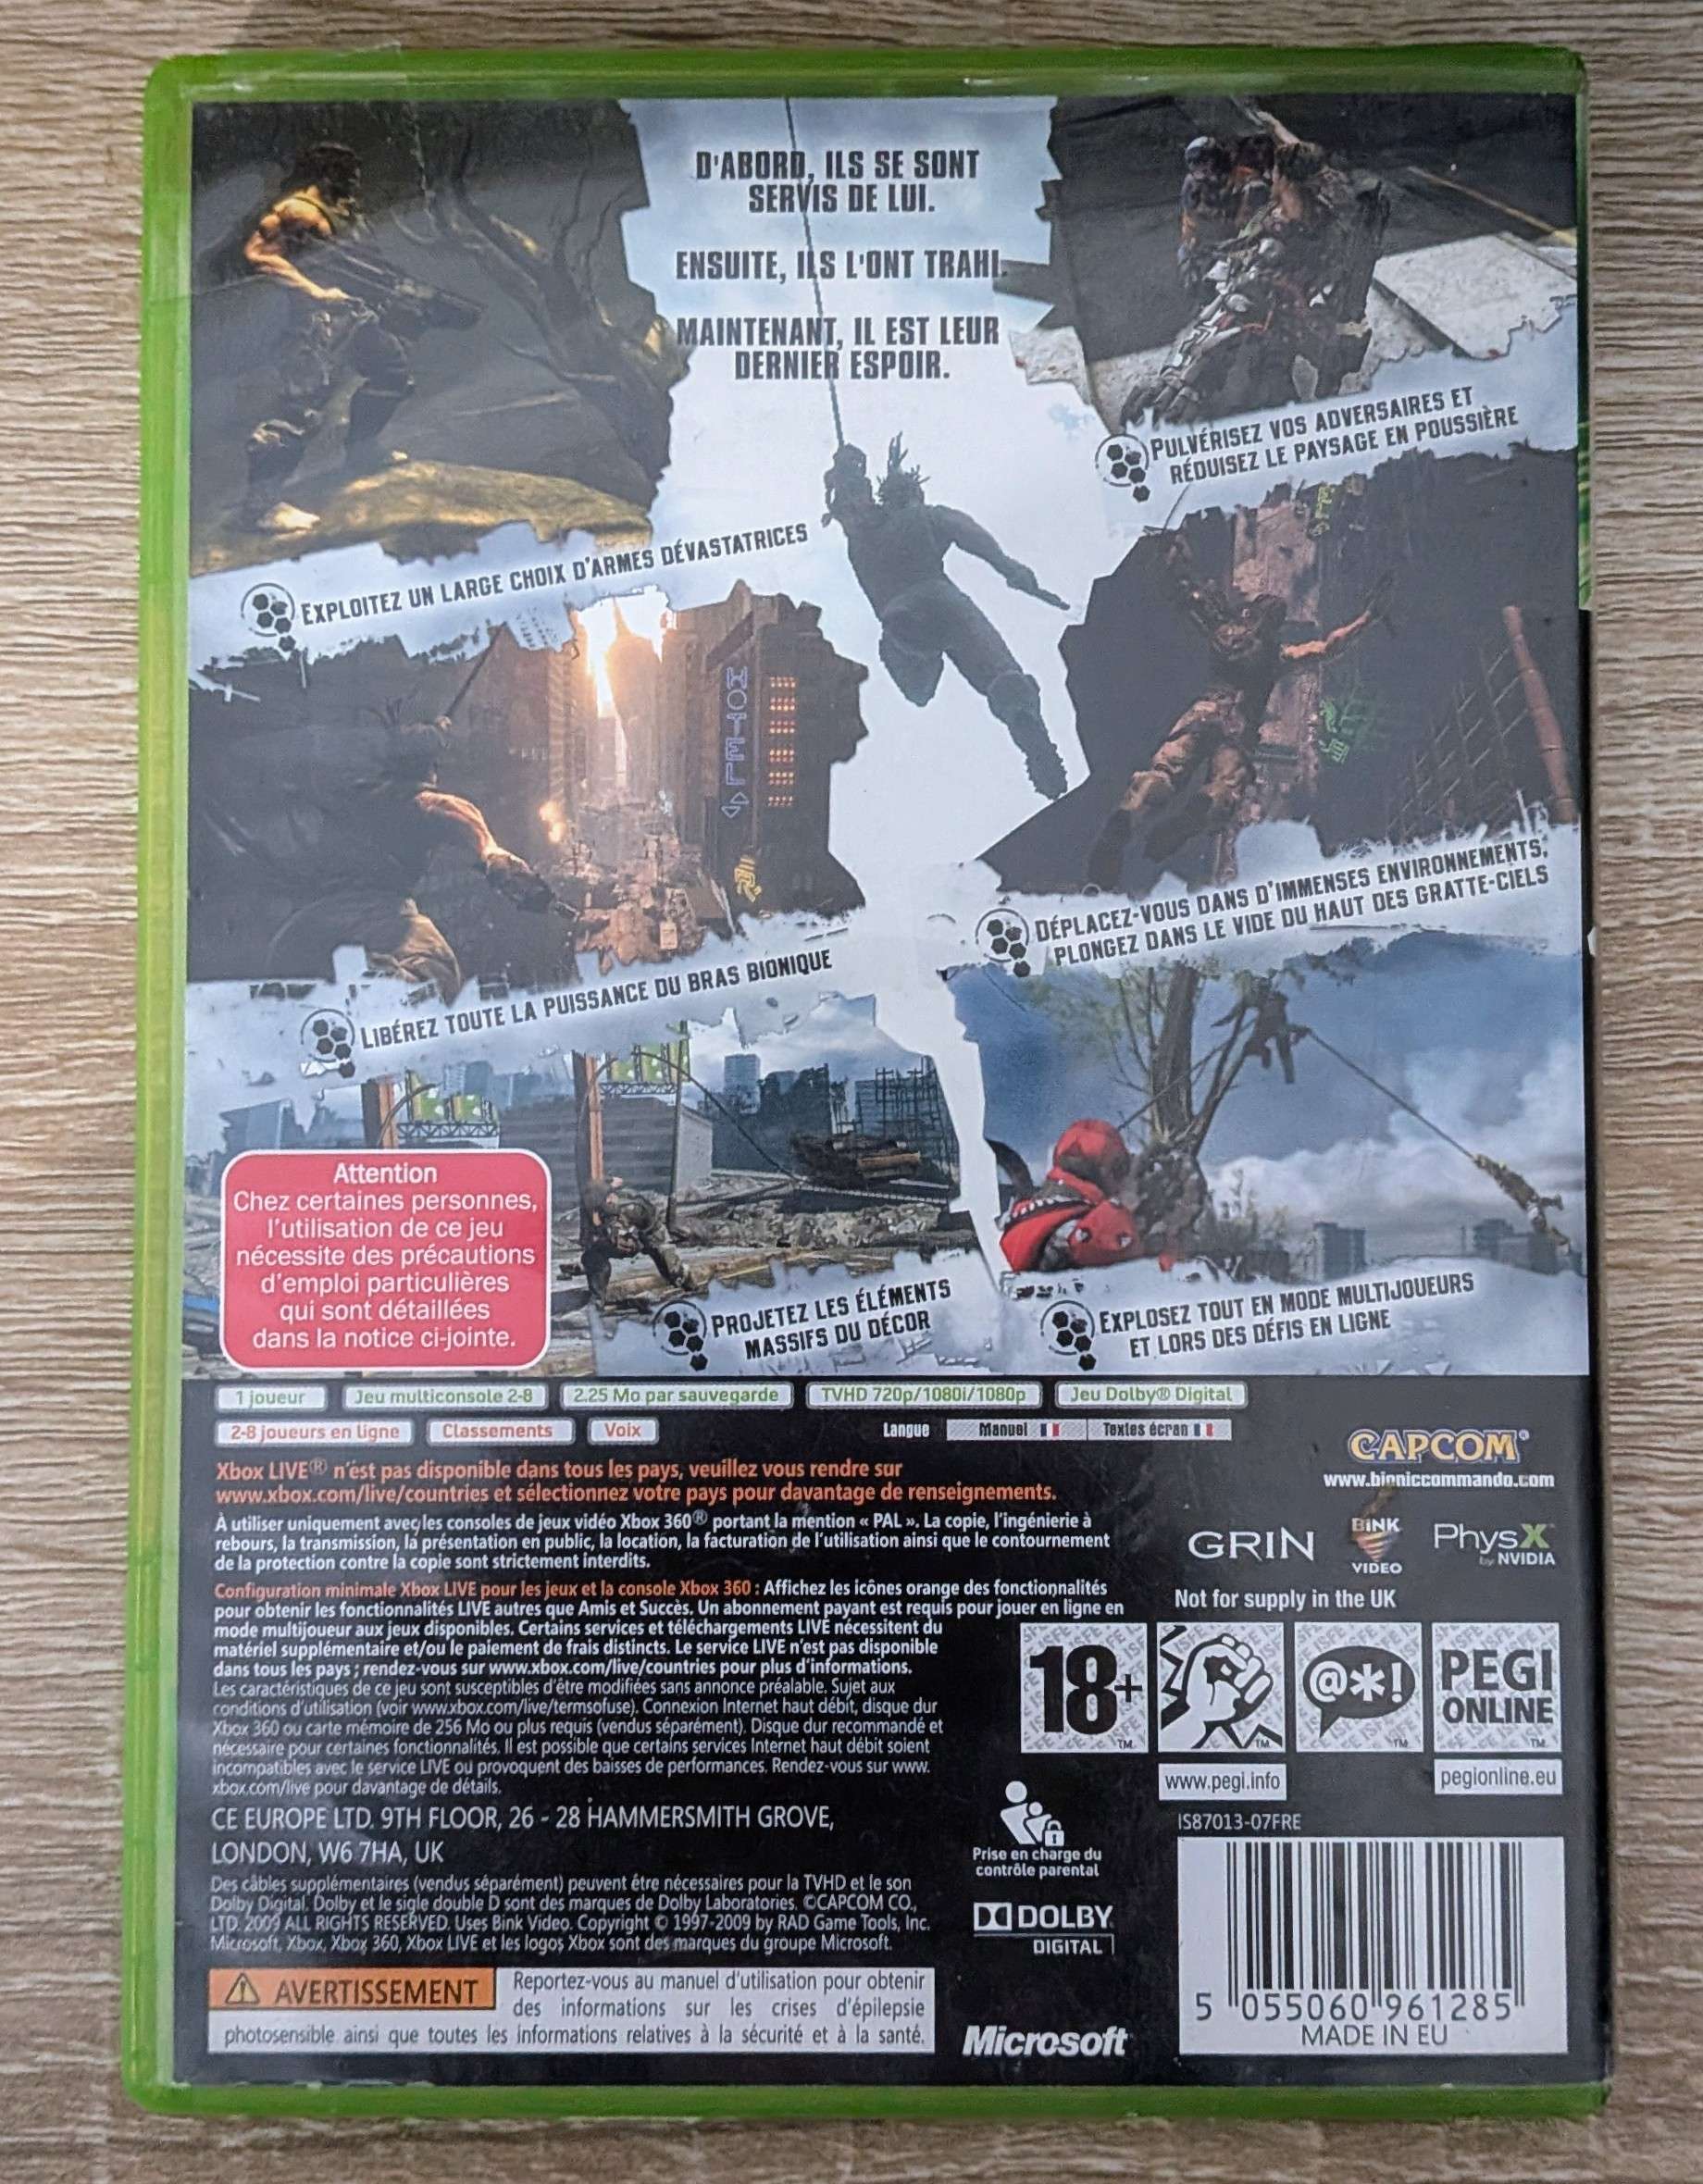 D'ABORD, ILS SE SONT
SERVIS DE LUI.
ENSUITE, ILS L'ONT TRAHI.
MAINTENANT, IL EST LEUR
DERNIER ESPOIR.
PULVÉRISEZ VOS ADVERSAIRES ET
RÉDUISEZ LE PAYSAGE EN POUSSIÈRE
EXPLOITEZ UN LARGE CHOIX D'ARMES DÉVASTATRICES
HOTEL
DÉPLACEZ-VOUS DANS D'IMMENSES ENVIRONNEMENTS,
PLONGEZ DANS LE VIDE DU HAUT DES GRATTE-CIELS
LIBÉREZ TOUTE LA PUISSANCE DU BRAS BIONIQUE
Attention
Chez certaines personnes,
l'utilisation de ce jeu
nécessite des précautions
d'emploi particulières
qui sont détaillées
dans la notice ci-jointe.
PROJETEZ LES ÉLÉMENTS
MASSIFS DU DÉCOR
EXPLOSEZ TOUT EN MODE MULTIJOUEURS
ET LORS DES DÉFIS EN LIGNE
1 joueur Jeu multiconsole 2-8 2.25 Mo par sauvegarde TVHD 720p/1080i/1080p Jeu Dolby® Digital
2-8 joueurs en ligne Classements Voix Langue Manuel Textes écran
CAPCOM®
www.bioniccommando.com
Xbox LIVE® n'est pas disponible dans tous les pays, veuillez vous rendre sur
www.xbox.com/live/countries et sélectionnez votre pays pour davantage de renseignements.
À utiliser uniquement avec les consoles de jeux vidéo Xbox 360® portant la mention « PAL ». La copie, l'ingénierie à
rebours, la transmission, la présentation en public, la location, la facturation de l'utilisation ainsi que le contournement
de la protection contre la copie sont strictement interdits.
GRIN
BINK
VIDEO
PhysX
by NVIDIA
Not for supply in the UK
Configuration minimale Xbox LIVE pour les jeux et la console Xbox 360 : Affichez les icônes orange des fonctionnalités
pour obtenir les fonctionnalités LIVE autres que Amis et Succès. Un abonnement payant est requis pour jouer en ligne en
mode multijoueur aux jeux disponibles. Certains services et téléchargements LIVE nécessitent du
matériel supplémentaire et/ou le paiement de frais distincts. Le service LIVE n'est pas disponible
dans tous les pays ; rendez-vous sur www.xbox.com/live/countries pour plus d'informations.
Les caractéristiques de ce jeu sont susceptibles d'être modifiées sans annonce préalable. Sujet aux
conditions d'utilisation (voir www.xbox.com/live/termsofuse). Connexion Internet haut débit, disque dur
Xbox 360 ou carte mémoire de 256 Mo ou plus requis (vendus séparément). Disque dur recommandé et
nécessaire pour certaines fonctionnalités. Il est possible que certains services Internet haut débit soient
incompatibles avec le service LIVE ou provoquent des baisses de performances. Rendez-vous sur www.
xbox.com/live pour davantage de détails.
18+
TM
TM
@*!
TM
PEGI
ONLINE
TM
www.pegi.info
pegionline.eu
CE EUROPE LTD. 9TH FLOOR, 26 - 28 HAMMERSMITH GROVE,
LONDON, W6 7HA, UK
Prise en charge du
contrôle parental
IS87013-07FRE
Des câbles supplémentaires (vendus séparément) peuvent être nécessaires pour la TVHD et le son
Dolby Digital. Dolby et le sigle double D sont des marques de Dolby Laboratories. ©CAPCOM CO.,
LTD. 2009 ALL RIGHTS RESERVED. Uses Bink Video. Copyright © 1997-2009 by RAD Game Tools, Inc.
Microsoft, Xbox, Xbox 360, Xbox LIVE et les logos Xbox sont des marques du groupe Microsoft.
DOLBY
DIGITAL
AVERTISSEMENT Reportez-vous au manuel d'utilisation pour obtenir
des informations sur les crises d'épilepsie
photosensible ainsi que toutes les informations relatives à la sécurité et à la santé.
Microsoft
5 055060 961285
MADE IN EU